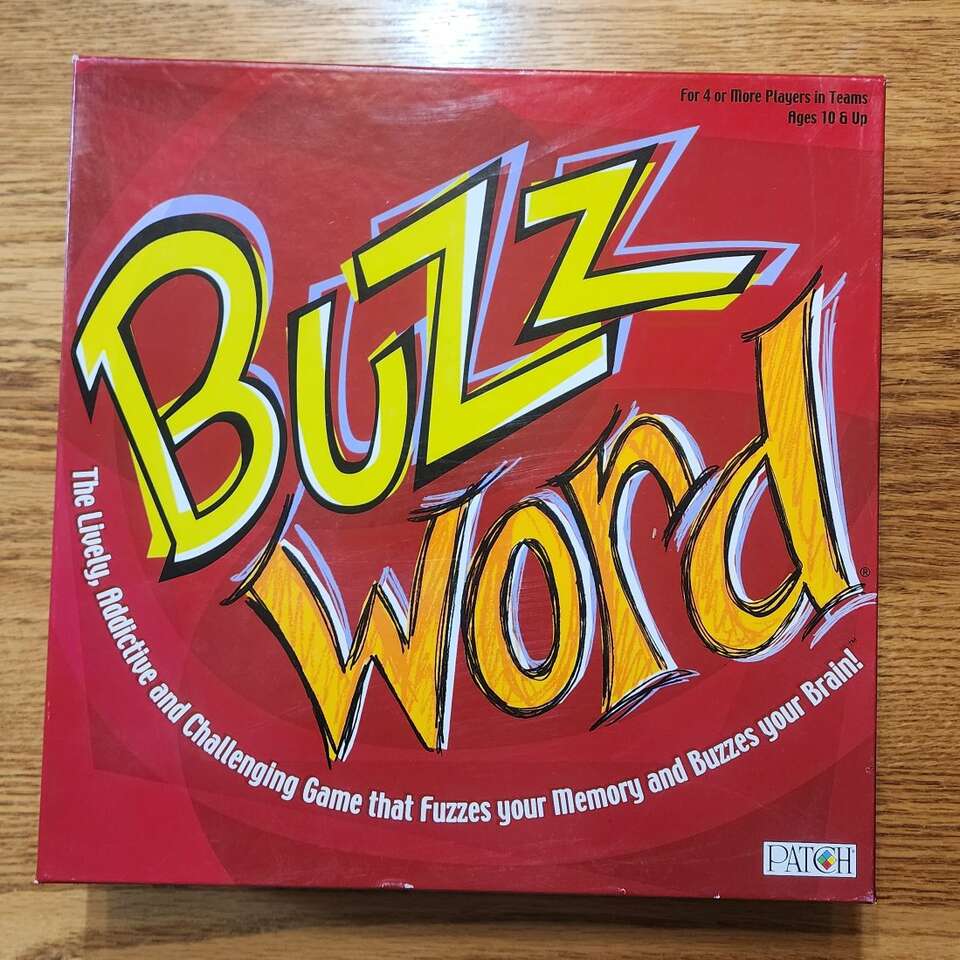 For 4 or More Players in Teams
Ages 10 & Up
Buzz
Word®
The Lively, Addictive and Challenging Game that Fuzzes your Memory and Buzzes your Brain!™
PATCH